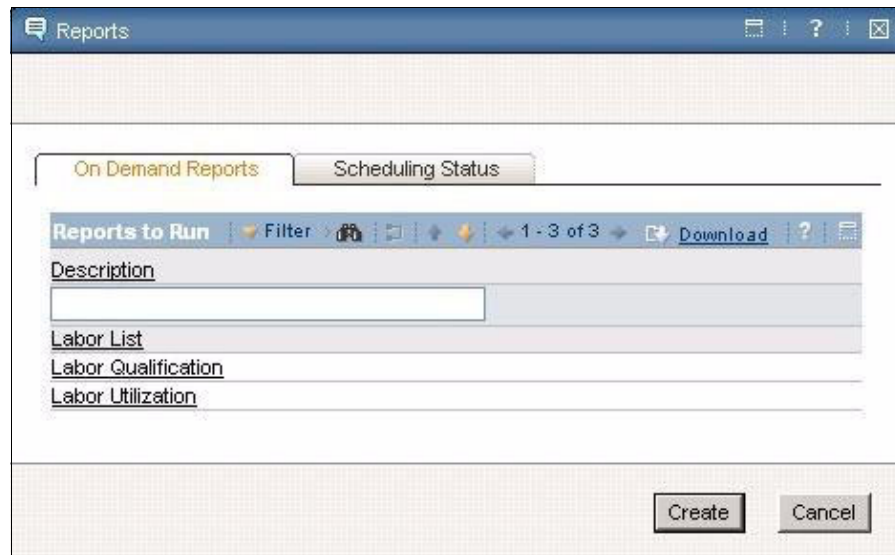 Reports ?
On Demand Reports Scheduling Status
Reports to Run Filter 1 - 3 of 3 Download ?
Description
Labor List
Labor Qualification
Labor Utilization
Create Cancel